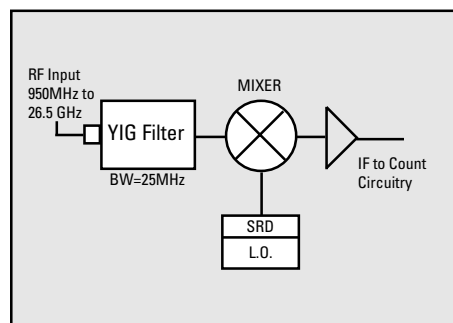 RF Input
950MHz to
26.5 GHz
MIXER
YIG Filter
BW=25MHz
IF to Count
Circuitry
SRD
L.O.